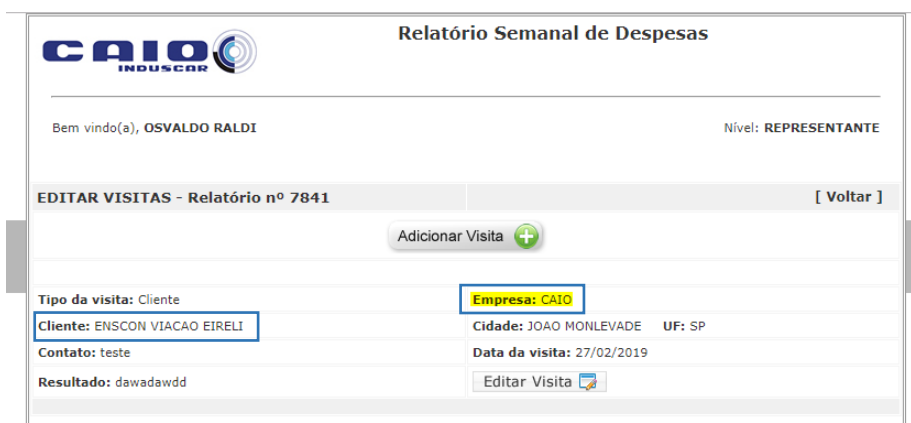 CAIO
INDUSCAR
Relatório Semanal de Despesas
Bem vindo(a), OSVALDO RALDI
Nível: REPRESENTANTE
EDITAR VISITAS - Relatório nº 7841
[ Voltar ]
Adicionar Visita
Tipo da visita: Cliente
Empresa: CAIO
Cliente: ENSCON VIACAO EIRELI
Cidade: JOAO MONLEVADE UF: SP
Contato: teste
Data da visita: 27/02/2019
Resultado: dawadawdd
Editar Visita